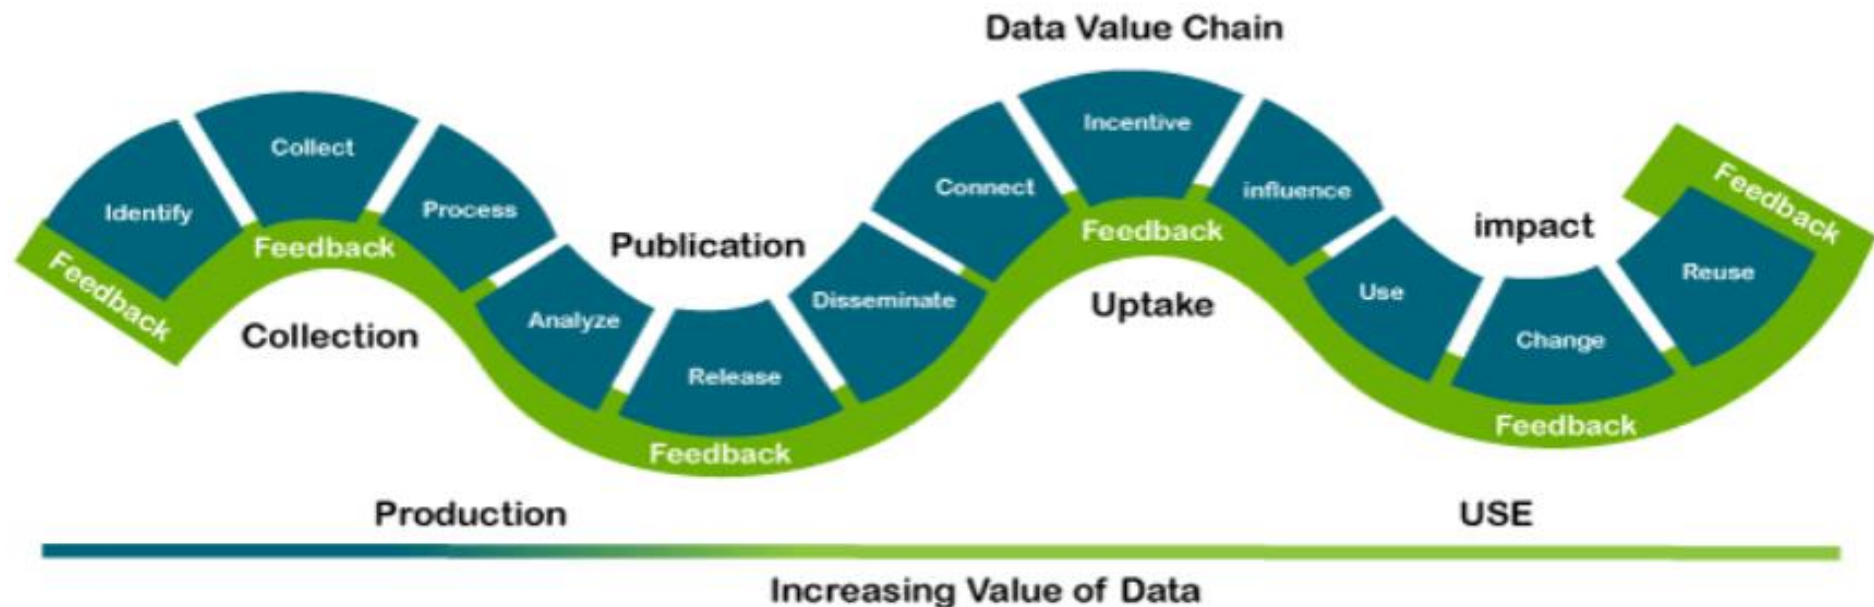 Data Value Chain
Identify
Collect
Process
Analyze
Release
Disseminate
Connect
Incentive
influence
Use
Change
Reuse
Feedback
Feedback
Feedback
Feedback
Feedback
Feedback
Collection
Publication
Uptake
impact
Production
USE
Increasing Value of Data